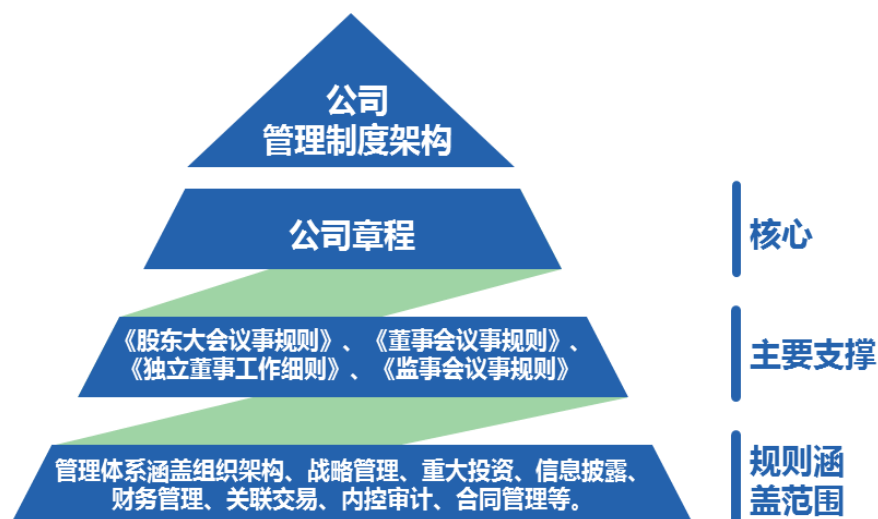 公司
管理制度架构
公司章程
核心
《股东大会议事规则》、《董事会议事规则》、
《独立董事工作细则》、《监事会议事规则》
主要支撑
管理体系涵盖组织架构、战略管理、重大投资、信息披露、
财务管理、关联交易、内控审计、合同管理等。
规则涵
盖范围